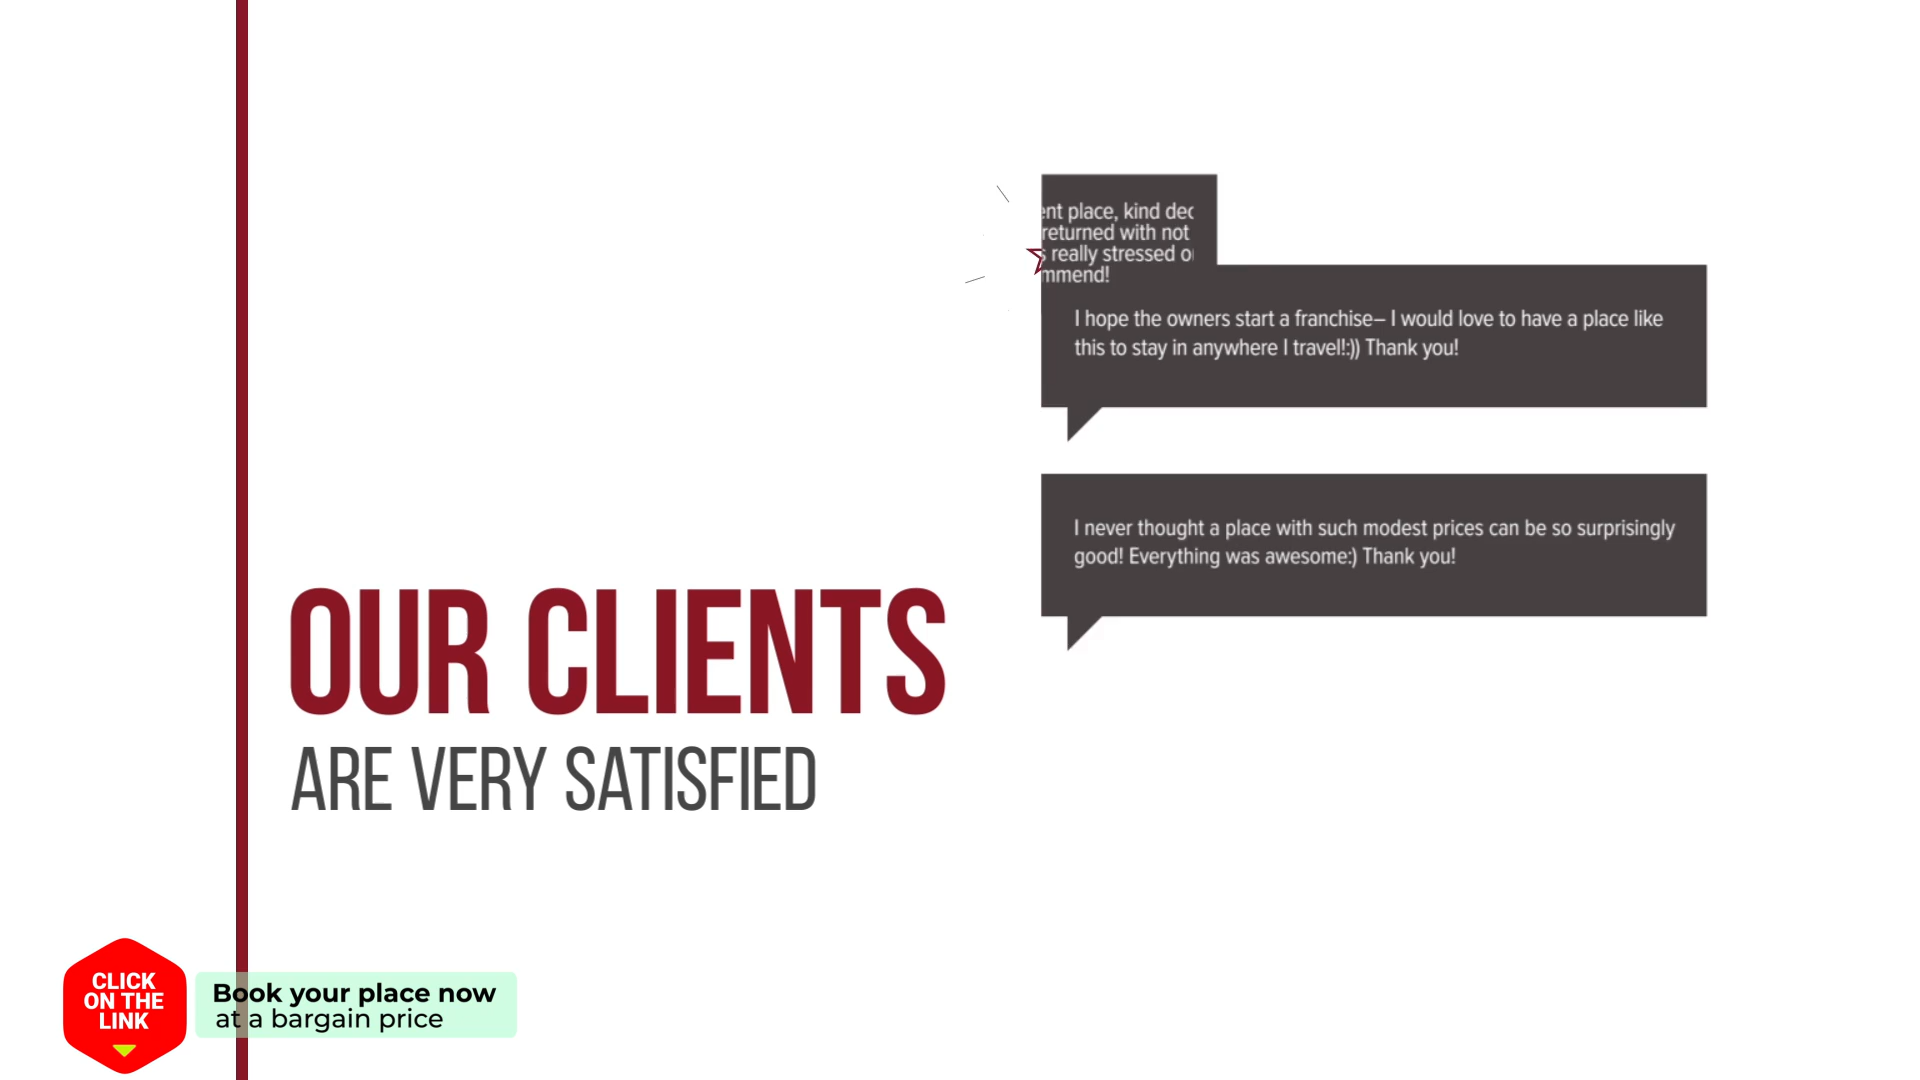 place, kind
returned with not
really stressed
I hope the owners start a franchise– I would love to have a place like
this to stay in anywhere I travel!:)) Thank you!
I never thought a place with such modest prices can be so surprisingly
good! Everything was awesome:) Thank you!
OUR CLIENTS
ARE VERY SATISFIED
CLICK
ON THE
LINK
Book your place now
at a bargain price